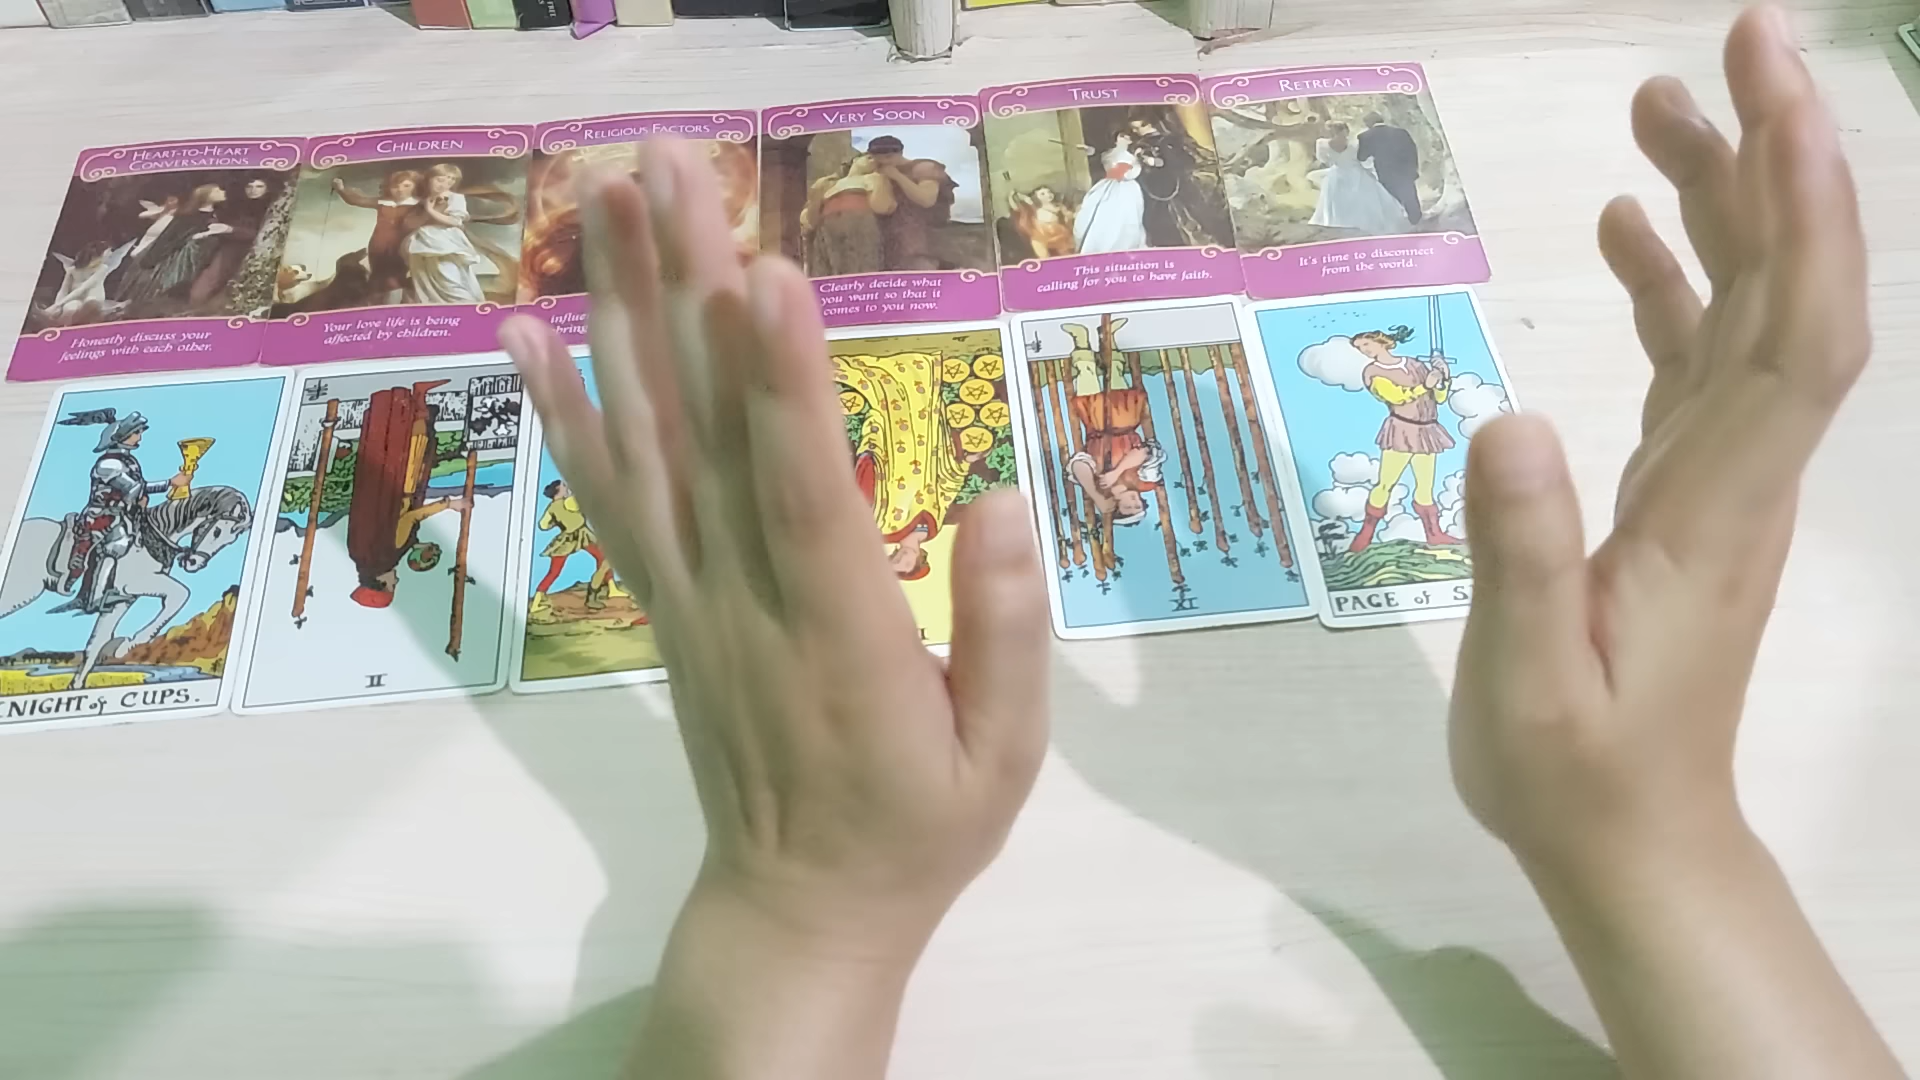 HEART-TO-HEART
CONVERSATIONS
Honestly discuss your
feelings with each other.
CHILDREN
Your love life is being
affected by children.
RELIGIOUS FACTORS
VERY SOON
Clearly decide what
you want so that it
comes to you now.
TRUST
This situation is
calling for you to have faith.
RETREAT
It's time to disconnect
from the world.
KNIGHT of CUPS.
II
IX
PAGE of